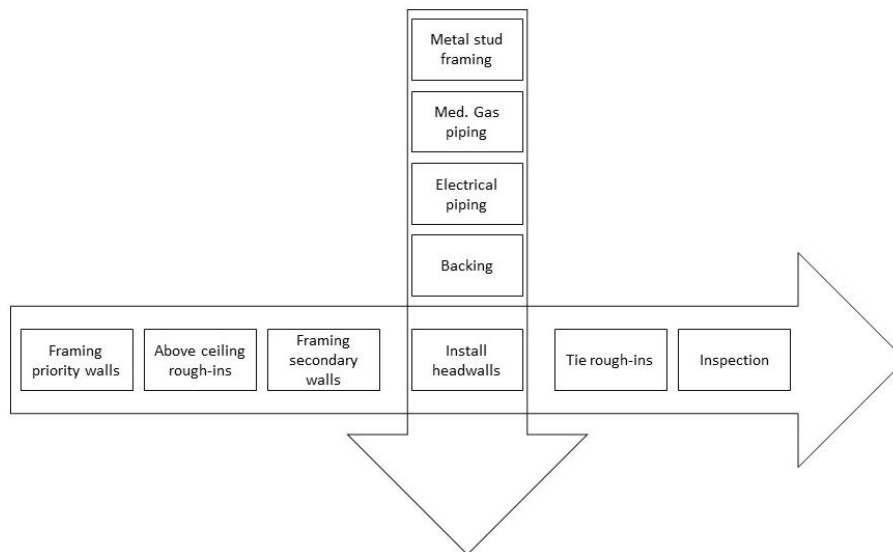 Metal stud
framing
Med. Gas
piping
Electrical
piping
Backing
Framing
priority walls
Above ceiling
rough-ins
Framing
secondary
walls
Install
headwalls
Tie rough-ins
Inspection